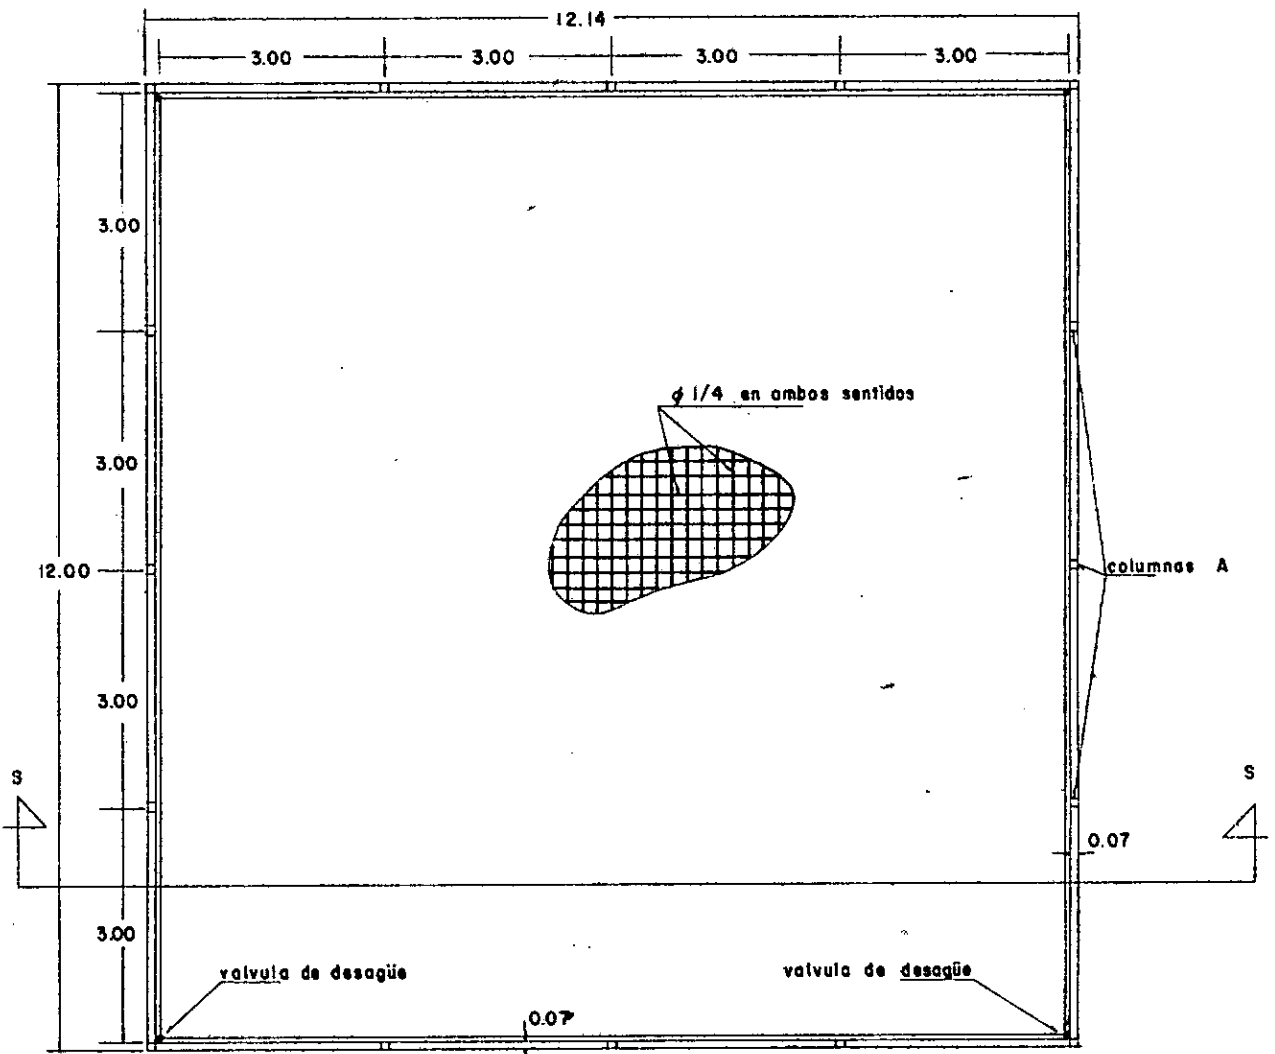 12.14
3.00 3.00 3.00 3.00
3.00
ϕ 1/4 en ambos sentidos
3.00
12.00
columnas A
3.00
S S
0.07
3.00
valvula de desagüe valvula de desagüe
0.07